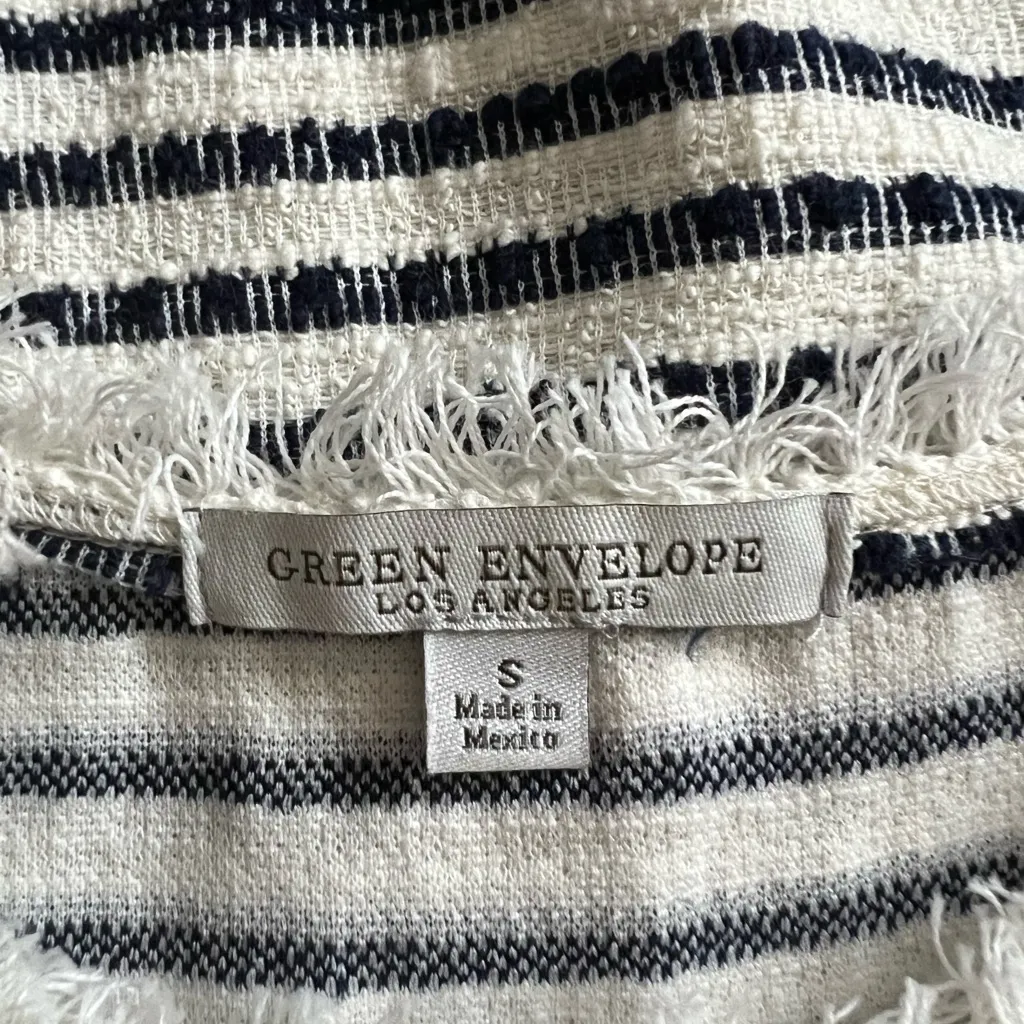 GREEN ENVELOPE
LOS ANGELES
S
Made in
Mexico